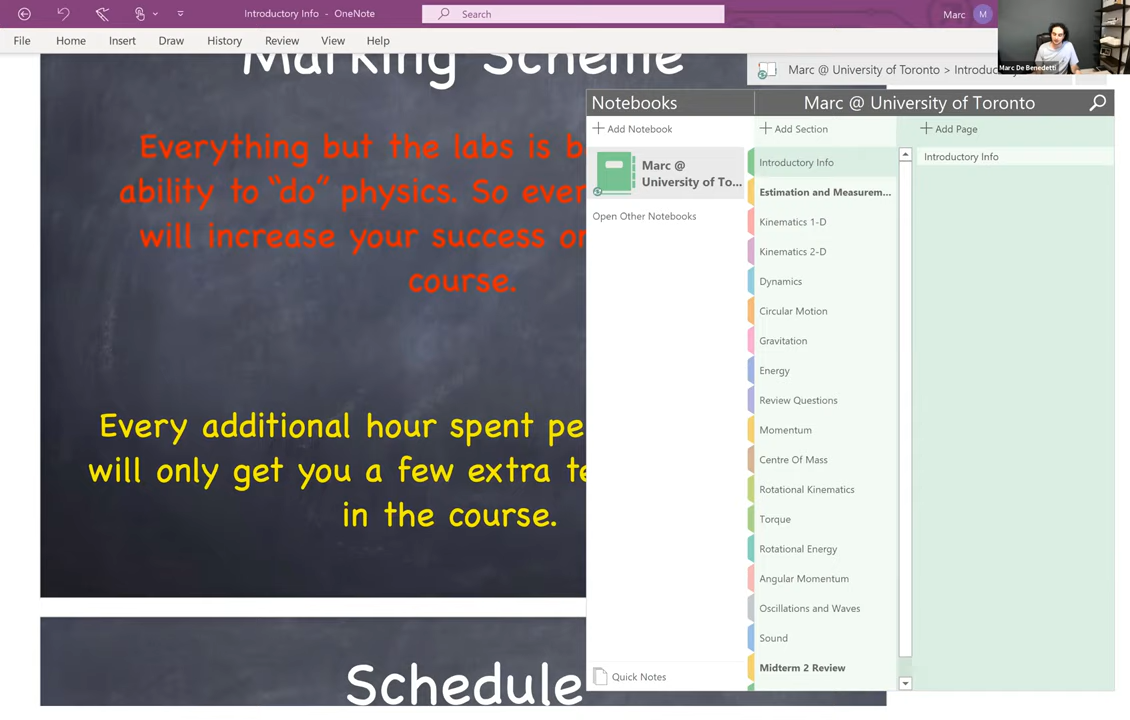 Introductory Info - OneNote
Search
Marc
M
File Home Insert Draw History Review View Help
Marc De Benedetti
Marking Scheme
Everything but the labs is
ability to “do” physics. So ever
will increase your success
course.
Every additional hour spent
will only get you a few extra
in the course.
Schedule
Marc @ University of Toronto >
Notebooks
Marc @ University of Toronto
Add Notebook
Add Section
Add Page
Marc @
University of To...
Open Other Notebooks
Quick Notes
Introductory Info
Estimation and Measurem...
Kinematics 1-D
Kinematics 2-D
Dynamics
Circular Motion
Gravitation
Energy
Review Questions
Momentum
Centre Of Mass
Rotational Kinematics
Torque
Rotational Energy
Angular Momentum
Oscillations and Waves
Sound
Midterm 2 Review
Introductory Info